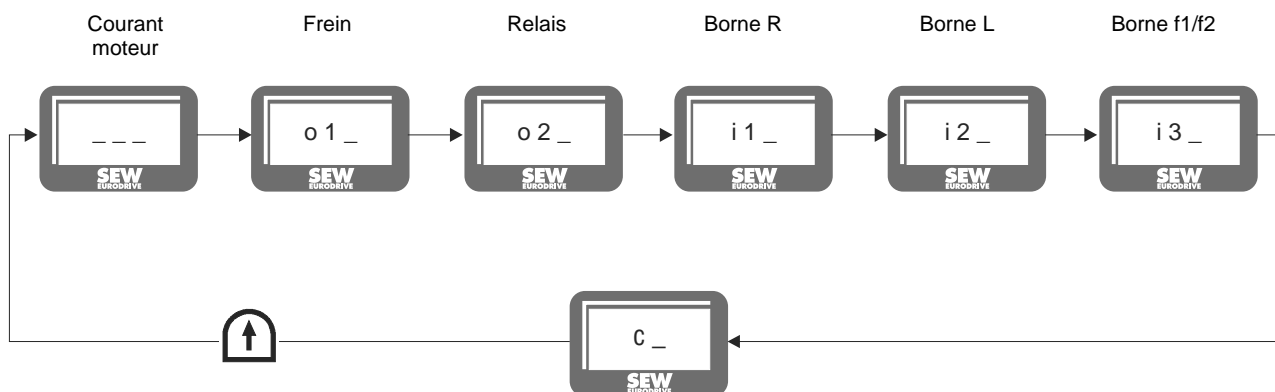 Courant
moteur
Frein
Relais
Borne R
Borne L
Borne f1/f2
_ _ _
SEW
EURODRIVE
o 1 _
SEW
EURODRIVE
o 2 _
SEW
EURODRIVE
i 1 _
SEW
EURODRIVE
i 2 _
SEW
EURODRIVE
i 3 _
SEW
EURODRIVE
C _
SEW
EURODRIVE